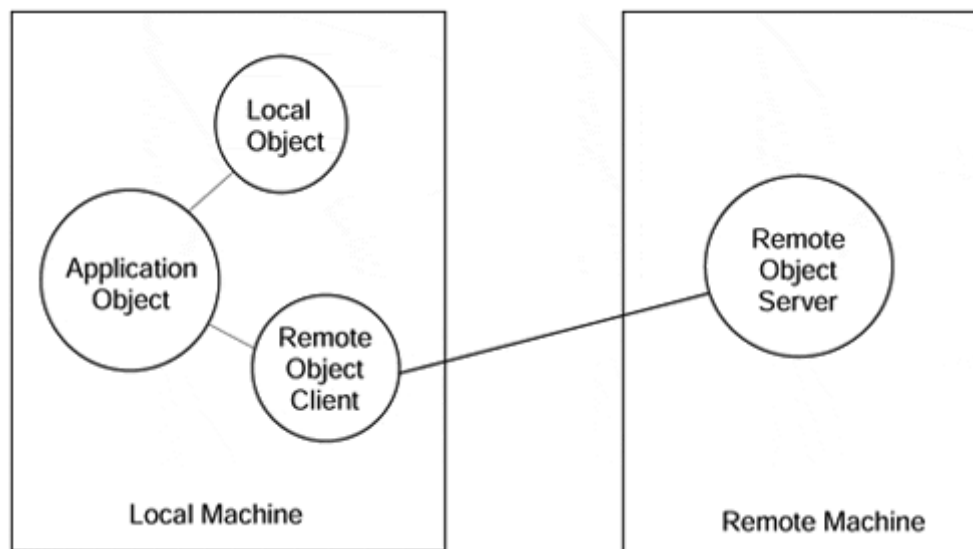 Local
Object
Application
Object
Remote
Object
Client
Local Machine
Remote
Object
Server
Remote Machine